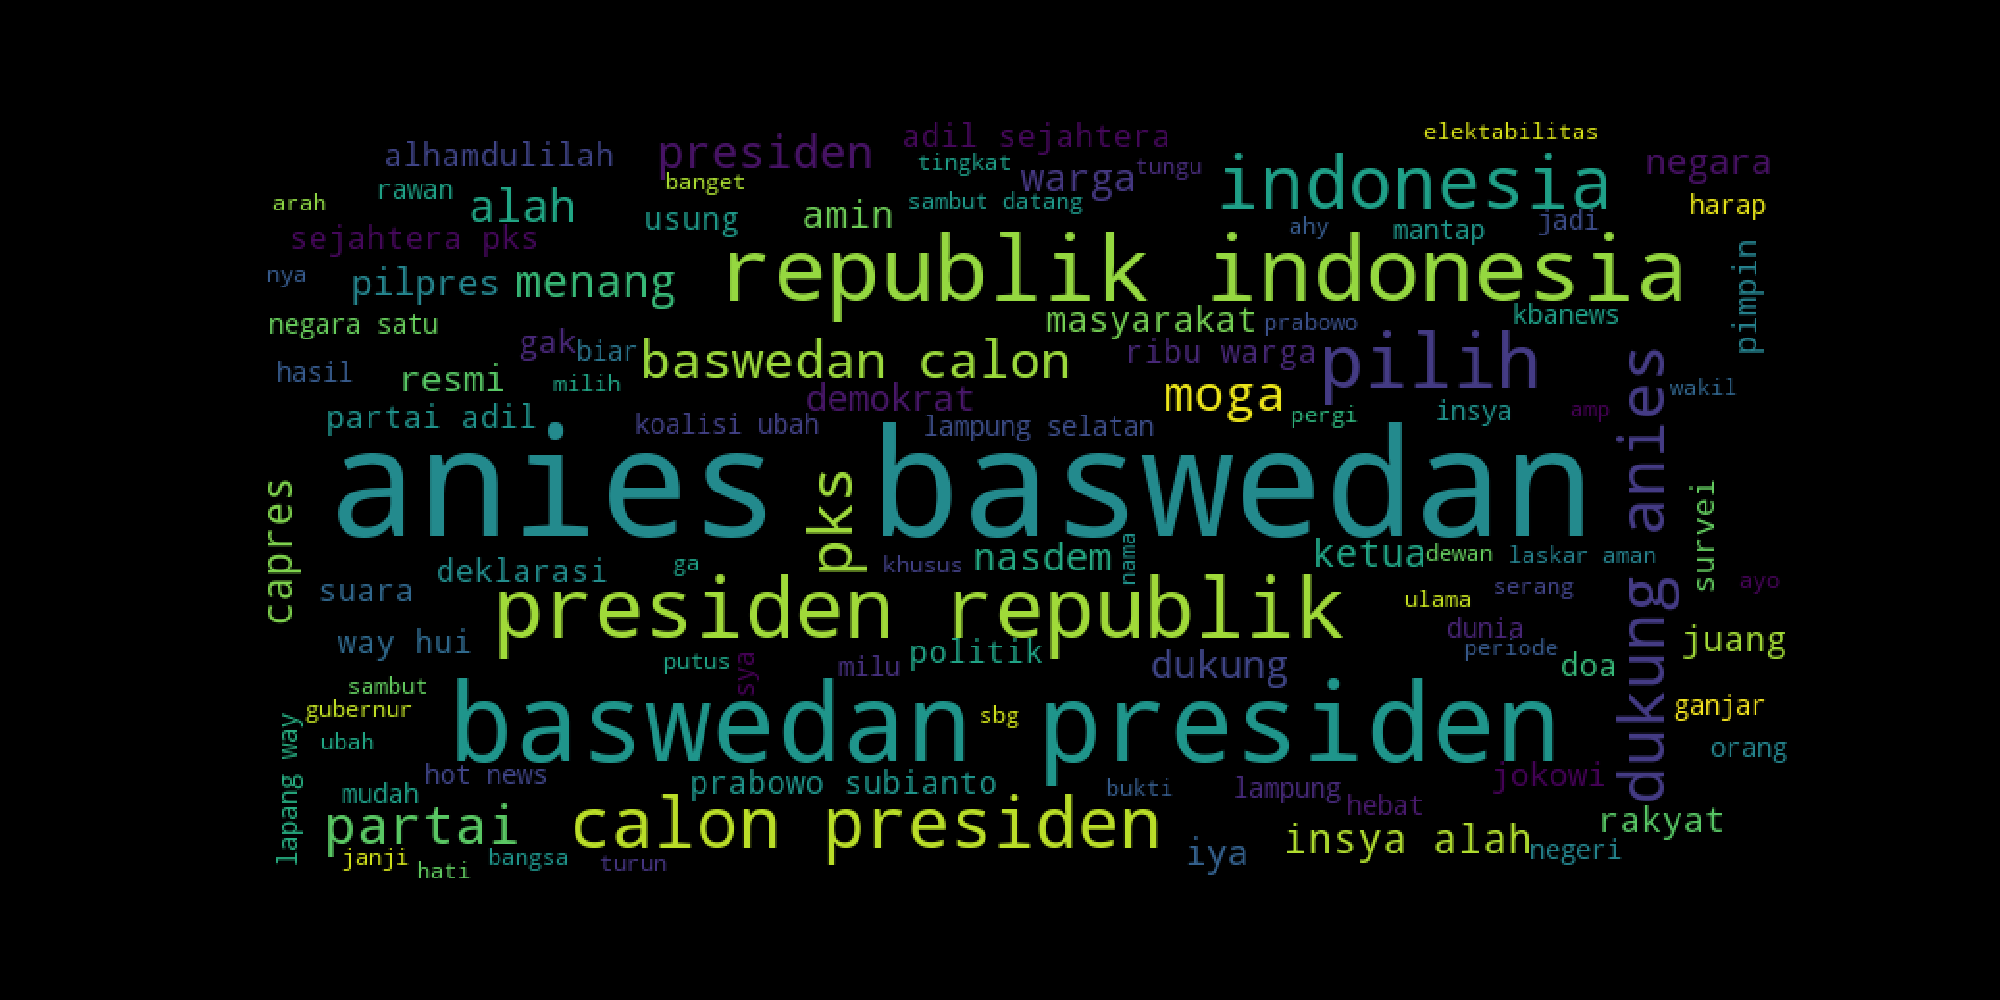 adil sejahtera
elektabilitas
alhamdulilah
presiden
tingkat
warga
tungu
indonesia
negara
rawan
banget
arah
alah
usung
amin
sambut datang
harap
ahy
mantap
jadi
sejahtera pks
republik indonesia
nya
pilpres
menang
pimpin
negara satu
masyarakat
prabowo
kbanews
gak
biar
baswedan calon
ribu warga
pilih
hasil
resmi
milih
demokrat
moga
wakil
partai adil
koalisi ubah
lampung selatan
pergi
insya
amp
dukung anies
anies
pks
baswedan
capres
survei
deklarasi
ga
khusus
nasdem
nama
ketua
dewan
laskar aman
suara
presiden republik
ulama
serang
ayo
way hui
putus
sya
milu
politik
dukung
dunia
periode
doa
juang
sambut
gubernur
baswedan presiden
sbg
ganjar
lapang way
ubah
orang
hot news
mudah
prabowo subianto
bukti
lampung
jokowi
hebat
partai
calon presiden
insya alah
rakyat
janji
hati
bangsa
turun
iya
negeri